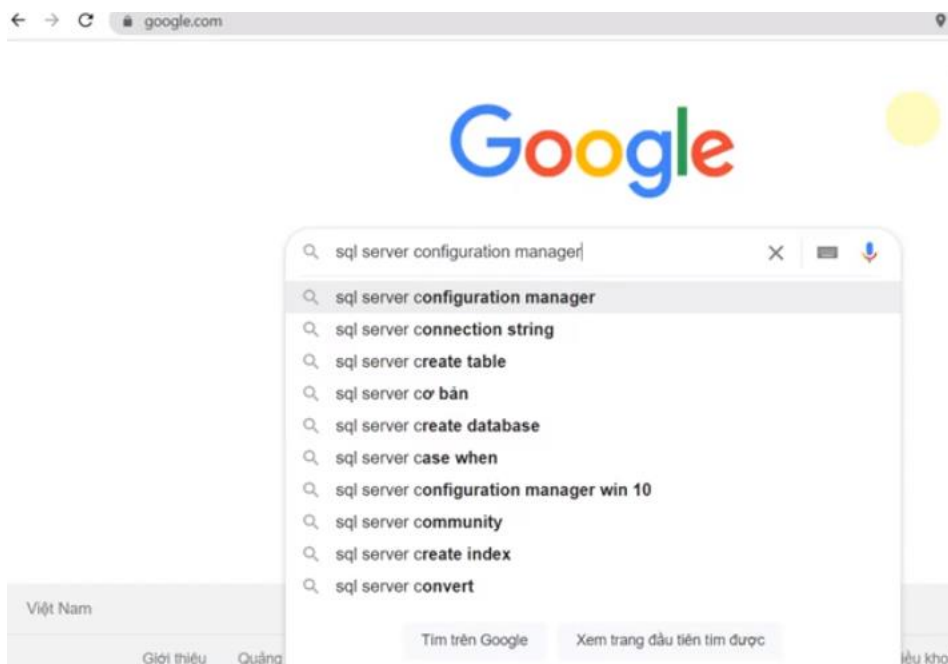 google.com
Google
sql server configuration manager
sql server configuration manager
sql server connection string
sql server create table
sql server cơ bản
sql server create database
sql server case when
sql server configuration manager win 10
sql server community
sql server create index
sql server convert
Việt Nam
Tìm trên Google Xem trang đầu tiên tìm được
Giới thiệu Quảng